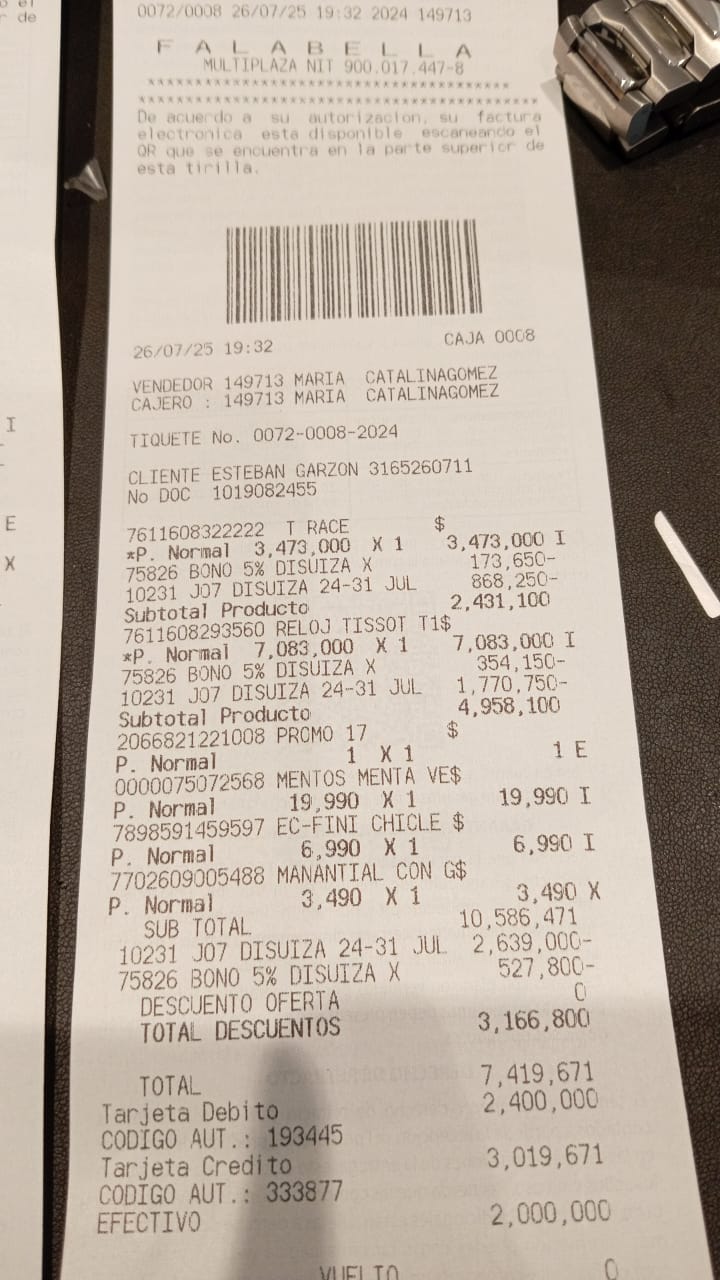 0072/0008 26/07/25 19:32 2024 149713
F A L A B E L L A
MULTIPLAZA NIT 900.017.447-8
****************************************
****************************************
De acuerdo a su autorizacion, su factura
electronica esta disponible escaneando el
QR que se encuentra en la parte superior de
esta tirilla.
26/07/25 19:32 CAJA 0008
VENDEDOR 149713 MARIA CATALINAGOMEZ
CAJERO : 149713 MARIA CATALINAGOMEZ
TIQUETE No. 0072-0008-2024
CLIENTE ESTEBAN GARZON 3165260711
No DOC 1019082455
7611608322222 T RACE $
*P. Normal 3,473,000 X 1 3,473,000 I
75826 BONO 5% DISUIZA X 173,650-
10231 J07 DISUIZA 24-31 JUL 868,250-
Subtotal Producto 2,431,100
7611608293560 RELOJ TISSOT T1$
*P. Normal 7,083,000 X 1 7,083,000 I
75826 BONO 5% DISUIZA X 354,150-
10231 J07 DISUIZA 24-31 JUL 1,770,750-
Subtotal Producto 4,958,100
2066821221008 PROMO 17 $
P. Normal 1 X 1 1 E
0000075072568 MENTOS MENTA VE$
P. Normal 19,990 X 1 19,990 I
7898591459597 EC-FINI CHICLE $
P. Normal 6,990 X 1 6,990 I
7702609005488 MANANTIAL CON G$
P. Normal 3,490 X 1 3,490 X
SUB TOTAL 10,586,471
10231 J07 DISUIZA 24-31 JUL 2,639,000-
75826 BONO 5% DISUIZA X 527,800-
DESCUENTO OFERTA 0
TOTAL DESCUENTOS 3,166,800
TOTAL 7,419,671
Tarjeta Debito 2,400,000
CODIGO AUT.: 193445
Tarjeta Credito 3,019,671
CODIGO AUT.: 333877
EFECTIVO 2,000,000
VUELTO 0
de
I
E
X